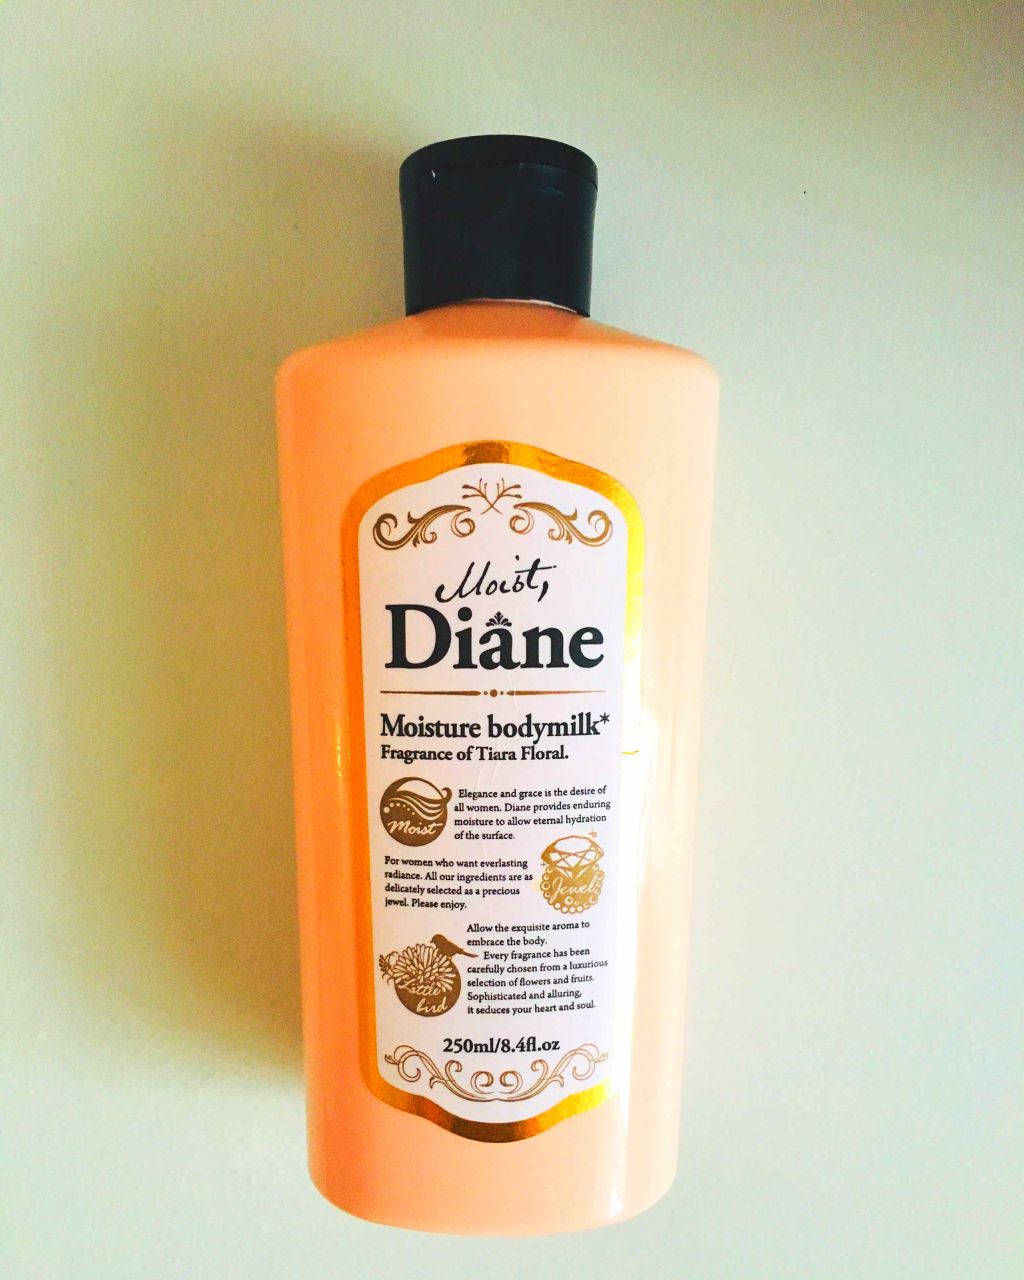 Moist,
Diane
Moisture bodymilk*
Fragrance of Tiara Floral.
Moist
Elegance and grace is the desire of
all women. Diane provides enduring
moisture to allow eternal hydration
of the surface.
For women who want everlasting
radiance. All our ingredients are as
delicately selected as a precious
jewel. Please enjoy.
Jewel
Allow the exquisite aroma to
embrace the body.
Every fragrance has been
carefully chosen from a luxurious
selection of flowers and fruits.
Sophisticated and alluring,
it seduces your heart and soul.
Little
bird
250ml/8.4fl.oz